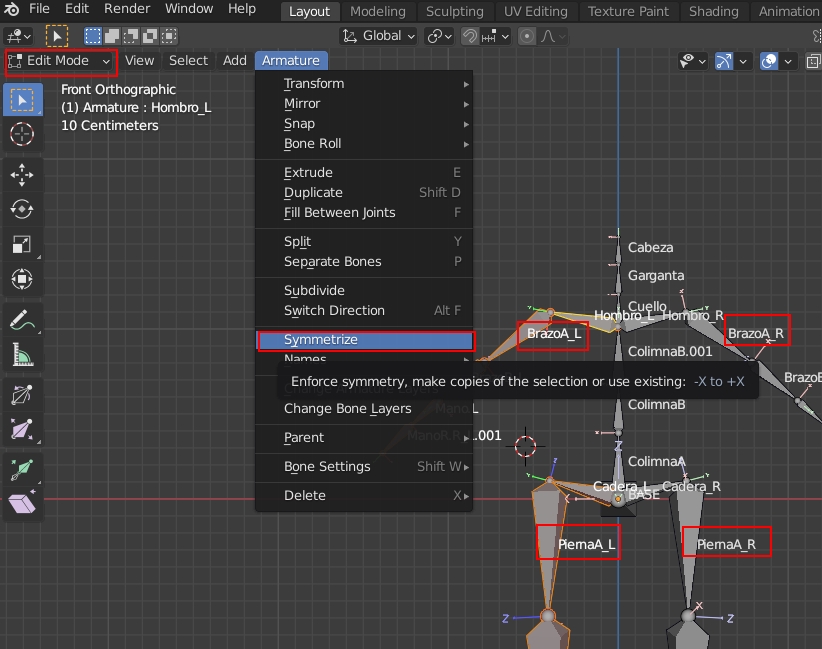 File Edit Render Window Help Layout Modeling Sculpting UV Editing Texture Paint Shading Animation
Global
Edit Mode View Select Add Armature
Front Orthographic
(1) Armature : Hombro_L
10 Centimeters
Transform
Mirror
Snap
Bone Roll
Extrude E
Duplicate Shift D
Fill Between Joints F
Split Y
Separate Bones P
Subdivide
Switch Direction Alt F
Symmetrize
Names
Enforce symmetry, make copies of the selection or use existing: -X to +X
Change Bone Layers
Parent
Bone Settings Shift W
Delete X
Cabeza
Garganta
Cuello
Hombro_L Hombro_R
BrazoA_L
BrazoA_R
ColimnaB.001
BrazoB
ColimnaB
.001
ColimnaA
Z
Cadera_L Cadera_R
BASE
X
PiernaA_L
PiernaA_R
Z
X
Z